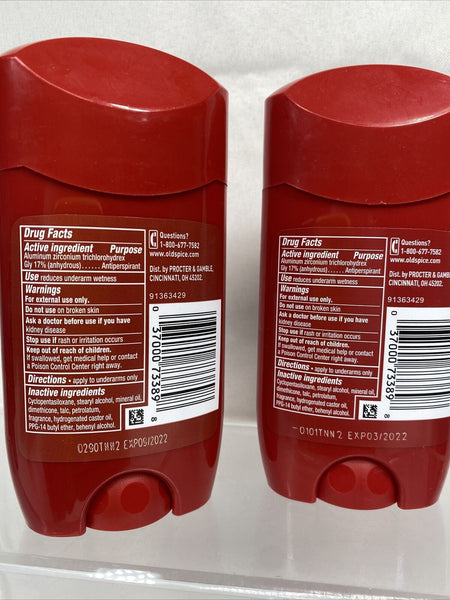 Drug Facts
Active ingredient Purpose
Aluminum zirconium trichlorohydrex
Gly 17% (anhydrous)...... Antiperspirant
Use reduces underarm wetness
Warnings
For external use only.
Do not use on broken skin
Ask a doctor before use if you have
kidney disease
Stop use if rash or irritation occurs
Keep out of reach of children.
If swallowed, get medical help or contact
a Poison Control Center right away.
Directions • apply to underarms only
Inactive ingredients
Cyclopentasiloxane, stearyl alcohol, mineral oil,
dimethicone, talc, petrolatum,
fragrance, hydrogenated castor oil,
PPG-14 butyl ether, behenyl alcohol
Questions?
1-800-677-7582
www.oldspice.com
Dist. by PROCTER & GAMBLE,
CINCINNATI, OH 45202.
91363429
0 37000 73389 8
0290TNN2 EXP09/2022
Drug Facts
Active ingredient Purpose
Aluminum zirconium trichlorohydrex
Gly 17% (anhydrous)...... Antiperspirant
Use reduces underarm wetness
Warnings
For external use only.
Do not use on broken skin
Ask a doctor before use if you have
kidney disease
Stop use if rash or irritation occurs
Keep out of reach of children.
If swallowed, get medical help or contact
a Poison Control Center right away.
Directions • apply to underarms only
Inactive ingredients
Cyclopentasiloxane, stearyl alcohol, mineral oil,
dimethicone, talc, petrolatum,
fragrance, hydrogenated castor oil,
PPG-14 butyl ether, behenyl alcohol
Questions?
1-800-677-7582
www.oldspice.com
Dist. by PROCTER & GAMBLE,
CINCINNATI, OH 45202.
91363429
0 37000 73389 8
0101TNN2 EXP03/2022